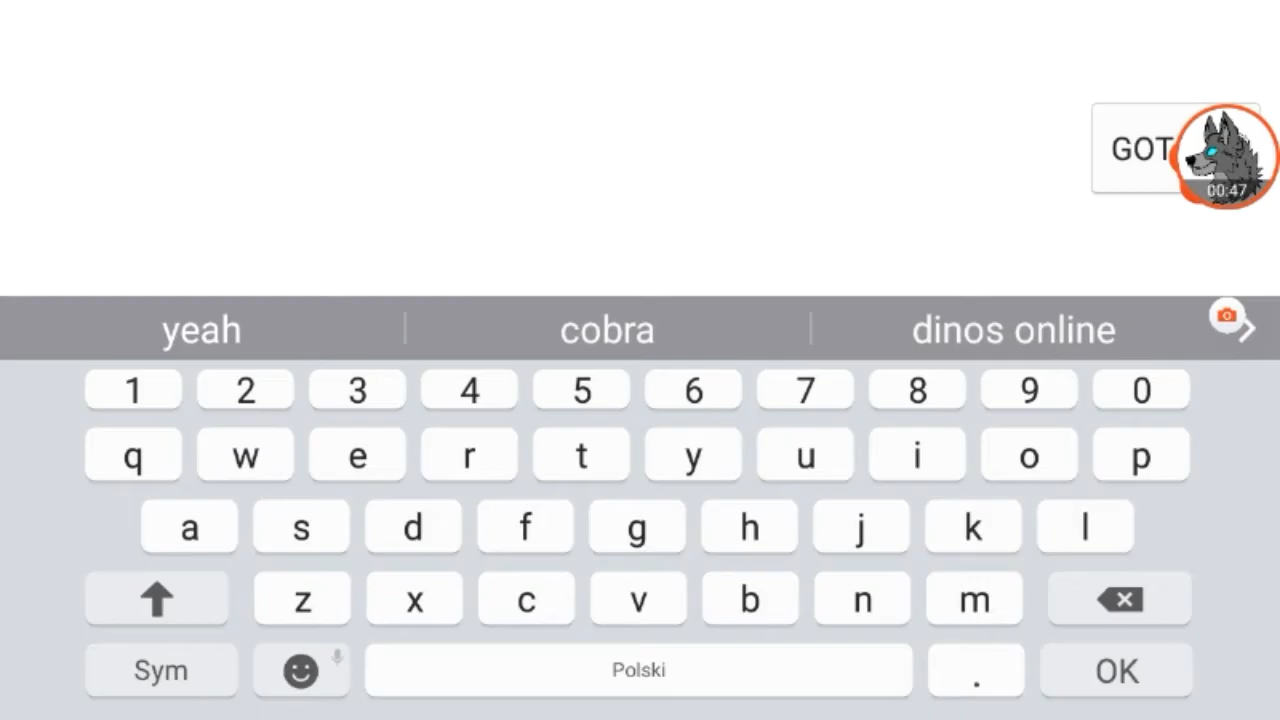 GOT
00:47
yeah cobra dinos online
1 2 3 4 5 6 7 8 9 0
q w e r t y u i o p
a s d f g h j k l
z x c v b n m
Sym Polski . OK